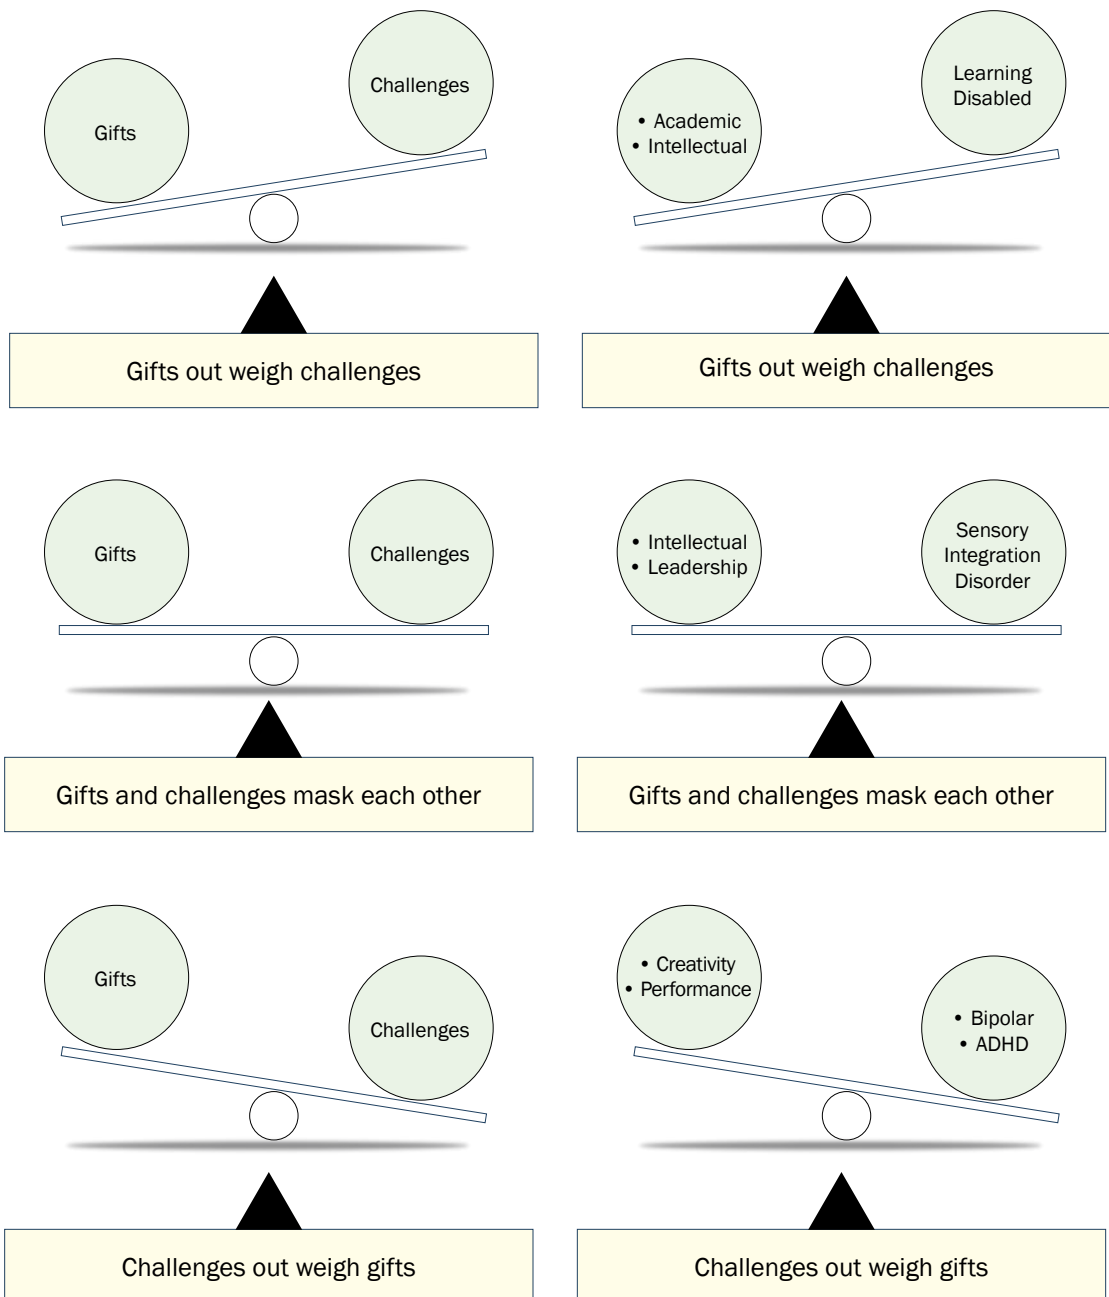 Gifts
Challenges
• Academic
• Intellectual
Learning
Disabled
Gifts out weigh challenges
Gifts out weigh challenges
Gifts
Challenges
• Intellectual
• Leadership
Sensory
Integration
Disorder
Gifts and challenges mask each other
Gifts and challenges mask each other
Gifts
Challenges
• Creativity
• Performance
• Bipolar
• ADHD
Challenges out weigh gifts
Challenges out weigh gifts